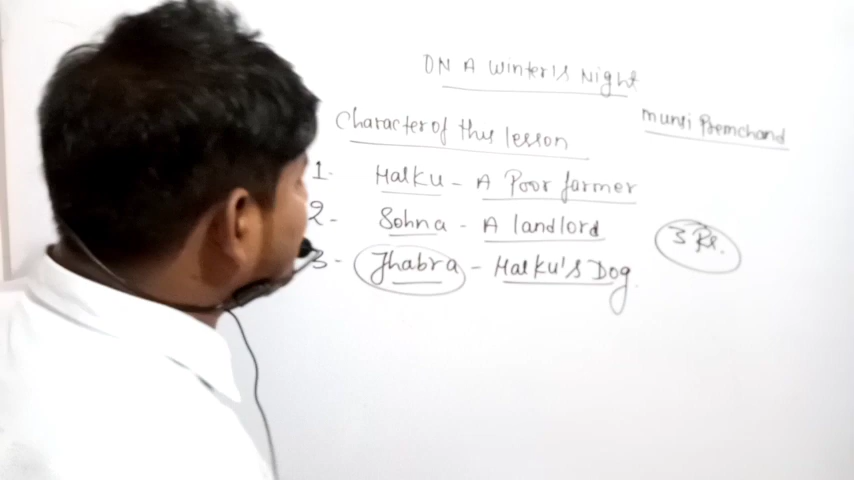 ON A Winter's Night
Munsi Premchand
Character of this lesson
1- Halku - A Poor farmer
2- Sohna - A landlord
3- Jhabra - Halku's Dog.
3 Rs.